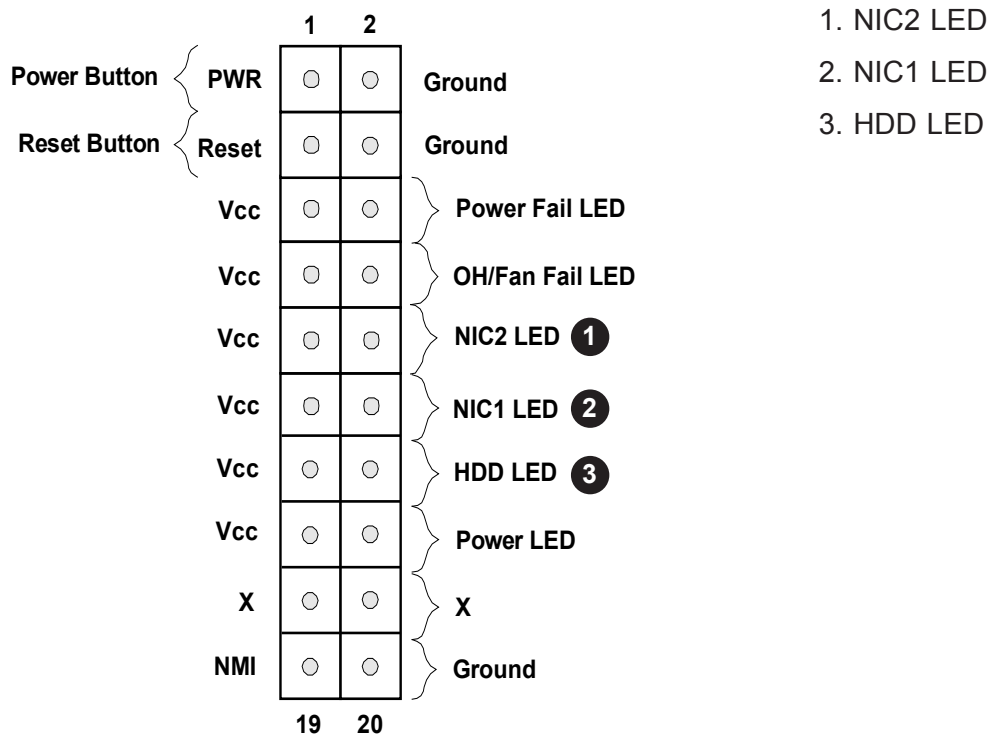 1 2
Power Button PWR Ground
Reset Button Reset Ground
Vcc Power Fail LED
Vcc OH/Fan Fail LED
Vcc NIC2 LED 1
Vcc NIC1 LED 2
Vcc HDD LED 3
Vcc Power LED
X X
NMI Ground
19 20
1. NIC2 LED
2. NIC1 LED
3. HDD LED